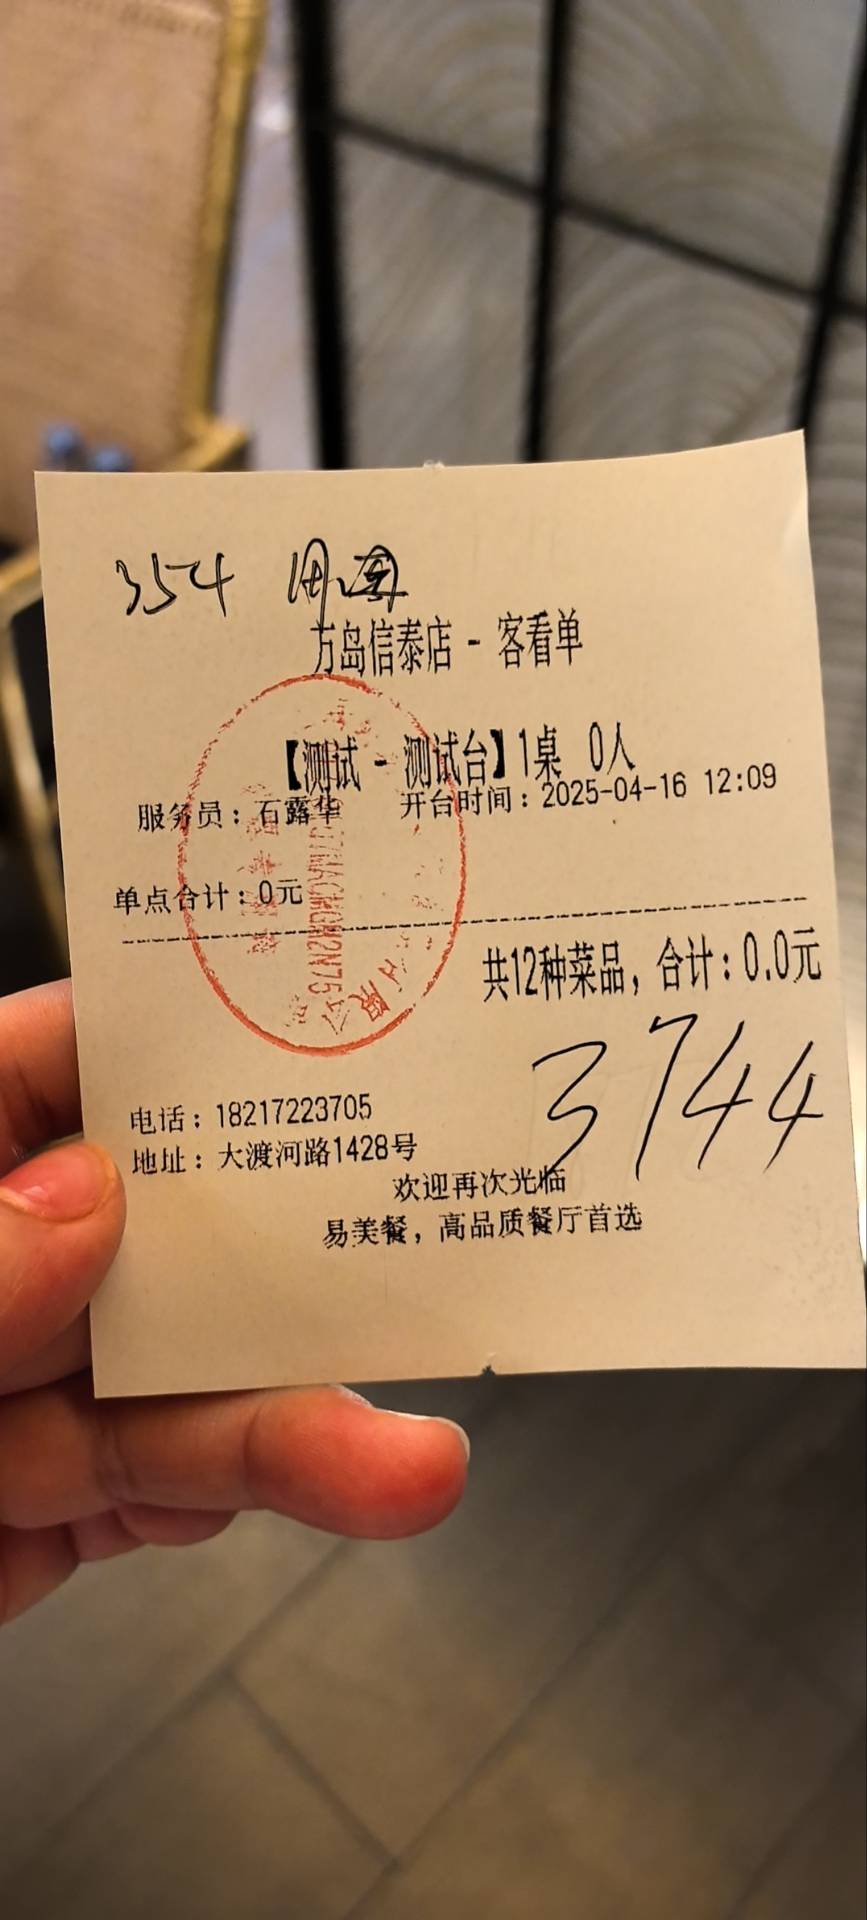 354
方岛信泰店 - 客看单
【测试 - 测试台】1桌 0人
服务员：石露华 开台时间：2025-04-16 12:09
单点合计：0元
共12种菜品，合计：0.0元
3744
电话：18217223705
地址：大渡河路1428号
欢迎再次光临
易美餐，高品质餐厅首选